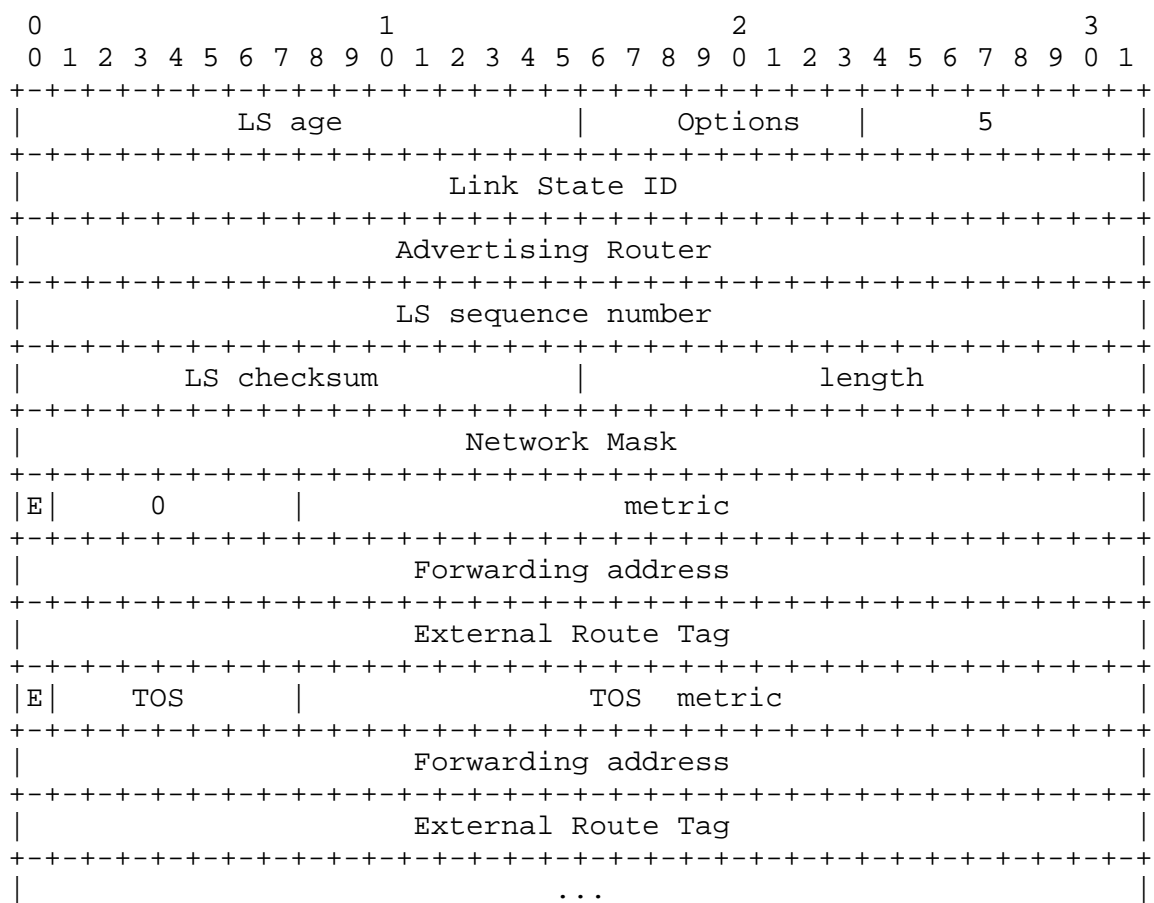 0                   1                   2                   3
 0 1 2 3 4 5 6 7 8 9 0 1 2 3 4 5 6 7 8 9 0 1 2 3 4 5 6 7 8 9 0 1
+-+-+-+-+-+-+-+-+-+-+-+-+-+-+-+-+-+-+-+-+-+-+-+-+-+-+-+-+-+-+-+-+
|            LS age             |     Options   |      5        |
+-+-+-+-+-+-+-+-+-+-+-+-+-+-+-+-+-+-+-+-+-+-+-+-+-+-+-+-+-+-+-+-+
|                        Link State ID                          |
+-+-+-+-+-+-+-+-+-+-+-+-+-+-+-+-+-+-+-+-+-+-+-+-+-+-+-+-+-+-+-+-+
|                     Advertising Router                        |
+-+-+-+-+-+-+-+-+-+-+-+-+-+-+-+-+-+-+-+-+-+-+-+-+-+-+-+-+-+-+-+-+
|                     LS sequence number                        |
+-+-+-+-+-+-+-+-+-+-+-+-+-+-+-+-+-+-+-+-+-+-+-+-+-+-+-+-+-+-+-+-+
|         LS checksum           |             length            |
+-+-+-+-+-+-+-+-+-+-+-+-+-+-+-+-+-+-+-+-+-+-+-+-+-+-+-+-+-+-+-+-+
|                         Network Mask                          |
+-+-+-+-+-+-+-+-+-+-+-+-+-+-+-+-+-+-+-+-+-+-+-+-+-+-+-+-+-+-+-+-+
|E|     0       |                  metric                       |
+-+-+-+-+-+-+-+-+-+-+-+-+-+-+-+-+-+-+-+-+-+-+-+-+-+-+-+-+-+-+-+-+
|                      Forwarding address                       |
+-+-+-+-+-+-+-+-+-+-+-+-+-+-+-+-+-+-+-+-+-+-+-+-+-+-+-+-+-+-+-+-+
|                      External Route Tag                       |
+-+-+-+-+-+-+-+-+-+-+-+-+-+-+-+-+-+-+-+-+-+-+-+-+-+-+-+-+-+-+-+-+
|E|    TOS      |                TOS  metric                    |
+-+-+-+-+-+-+-+-+-+-+-+-+-+-+-+-+-+-+-+-+-+-+-+-+-+-+-+-+-+-+-+-+
|                      Forwarding address                       |
+-+-+-+-+-+-+-+-+-+-+-+-+-+-+-+-+-+-+-+-+-+-+-+-+-+-+-+-+-+-+-+-+
|                      External Route Tag                       |
+-+-+-+-+-+-+-+-+-+-+-+-+-+-+-+-+-+-+-+-+-+-+-+-+-+-+-+-+-+-+-+-+
|                              ...                              |